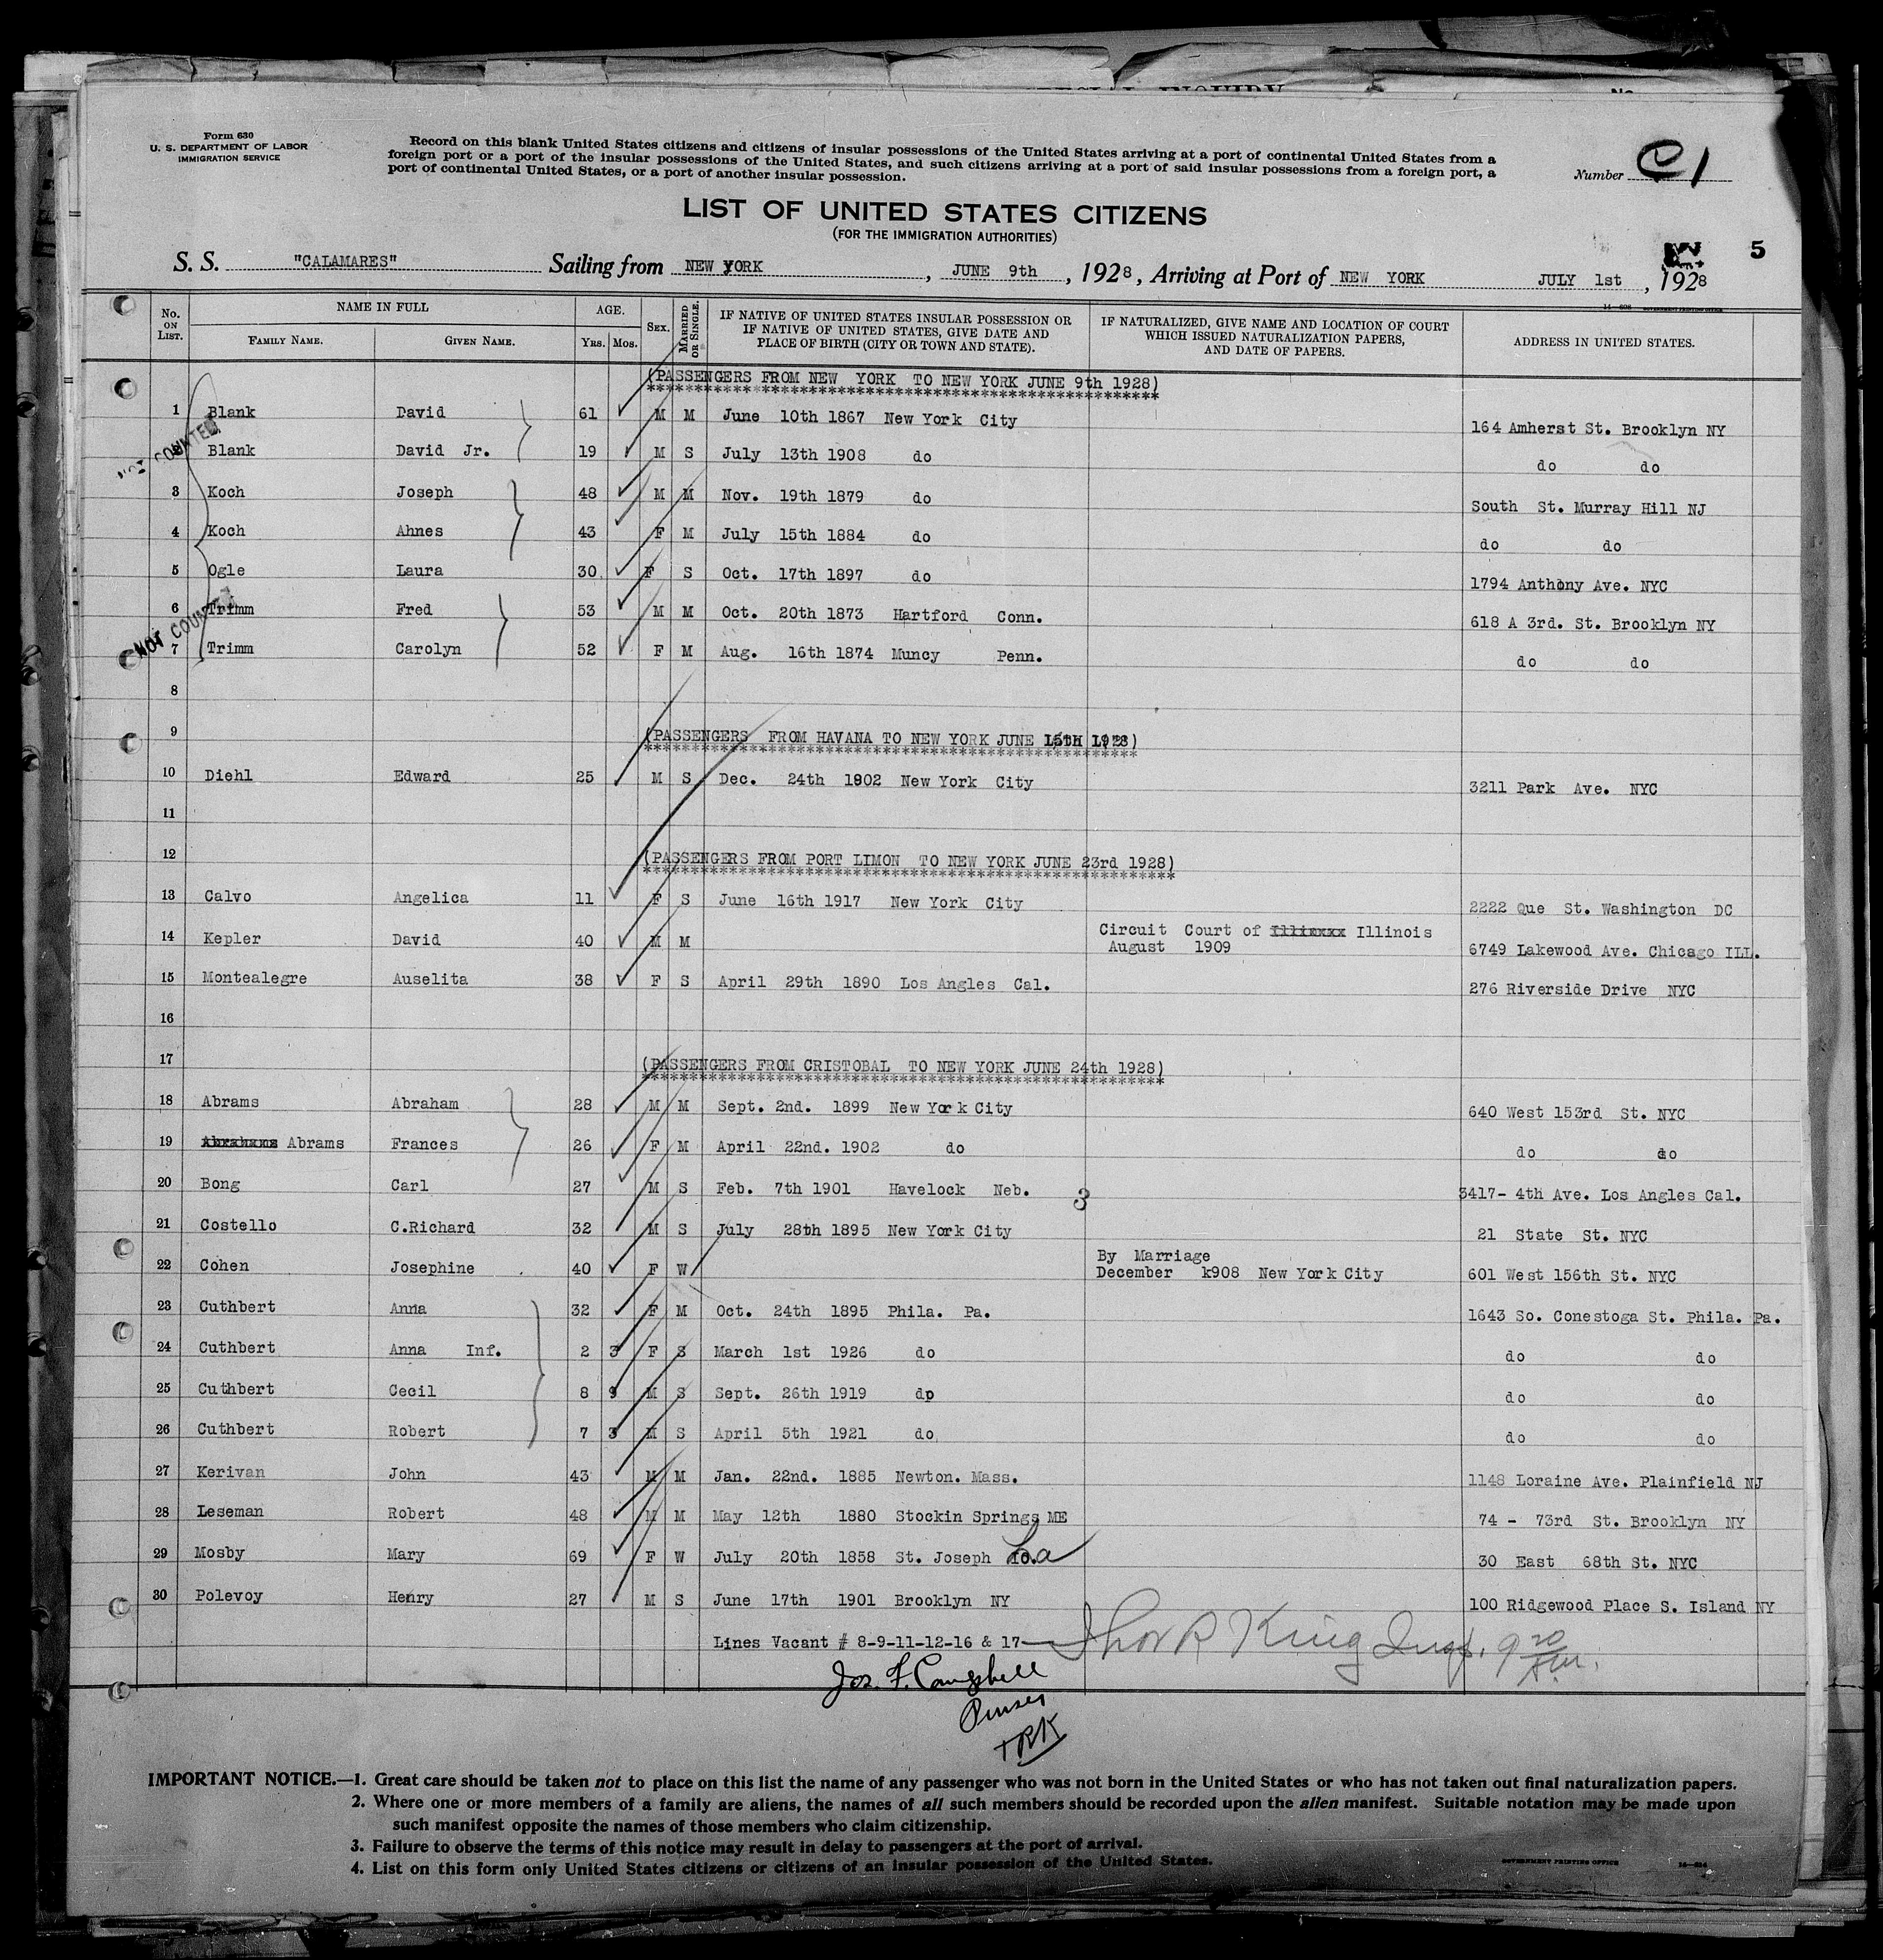 Form 630
U. S. DEPARTMENT OF LABOR
IMMIGRATION SERVICE
Record on this blank United States citizens and citizens of insular possessions of the United States arriving at a port of continental United States from a
foreign port or a port of the insular possessions of the United States, and such citizens arriving at a port of said insular possessions from a foreign port, a
port of continental United States, or a port of another insular possession.
Number C1
LIST OF UNITED STATES CITIZENS
(FOR THE IMMIGRATION AUTHORITIES)
5
S. S. "CALAMARES" Sailing from NEW YORK, JUNE 9th, 1928, Arriving at Port of NEW YORK JULY 1st, 1928
No. ON LIST. NAME IN FULL FAMILY NAME. GIVEN NAME. AGE. YRS. MOS. SEX. MARRIED OR SINGLE. IF NATIVE OF UNITED STATES INSULAR POSSESSION OR IF NATIVE OF UNITED STATES, GIVE DATE AND PLACE OF BIRTH (CITY OR TOWN AND STATE). IF NATURALIZED, GIVE NAME AND LOCATION OF COURT WHICH ISSUED NATURALIZATION PAPERS, AND DATE OF PAPERS. ADDRESS IN UNITED STATES.
(PASSENGERS FROM NEW YORK TO NEW YORK JUNE 9th 1928)
1 Blank David 61 M M June 10th 1867 New York City 164 Amherst St. Brooklyn NY
NOT COUNTED
Blank David Jr. 19 M S July 13th 1908 do do do
3 Koch Joseph 48 M M Nov. 19th 1879 do South St. Murray Hill NJ
4 Koch Ahnes 43 F M July 15th 1884 do do do
5 Ogle Laura 30 F S Oct. 17th 1897 do 1794 Anthony Ave. NYC
6 Trimm Fred 53 M M Oct. 20th 1873 Hartford Conn. 618 A 3rd. St. Brooklyn NY
NOT COUNTED
7 Trimm Carolyn 52 F M Aug. 16th 1874 Muncy Penn. do do
8
9 (PASSENGERS FROM HAVANA TO NEW YORK JUNE 15th 1928)
10 Diehl Edward 25 M S Dec. 24th 1902 New York City 3211 Park Ave. NYC
11
12 (PASSENGERS FROM PORT LIMON TO NEW YORK JUNE 23rd 1928)
13 Calvo Angelica 11 F S June 16th 1917 New York City 2222 Que St. Washington DC
14 Kepler David 40 M M Circuit Court of Illinois August 1909 6749 Lakewood Ave. Chicago ILL.
15 Montealegre Auselita 38 F S April 29th 1890 Los Angles Cal. 276 Riverside Drive NYC
16
17 (PASSENGERS FROM CRISTOBAL TO NEW YORK JUNE 24th 1928)
18 Abrams Abraham 28 M M Sept. 2nd. 1899 New York City 640 West 153rd St. NYC
19 Abrams Frances 26 F M April 22nd. 1902 do do do
20 Bong Carl 27 M S Feb. 7th 1901 Havelock Neb. 3 3417- 4th Ave. Los Angles Cal.
21 Costello C.Richard 32 M S July 28th 1895 New York City 21 State St. NYC
22 Cohen Josephine 40 F W By Marriage December k908 New York City 601 West 156th St. NYC
23 Cuthbert Anna 32 F M Oct. 24th 1895 Phila. Pa. 1643 So. Conestoga St. Phila. Pa.
24 Cuthbert Anna Inf. 2 3 F S March 1st 1926 do do do
25 Cuthbert Cecil 8 9 M S Sept. 26th 1919 dp do do
26 Cuthbert Robert 7 3 M S April 5th 1921 do do do
27 Kerivan John 43 M M Jan. 22nd. 1885 Newton. Mass. 1148 Loraine Ave. Plainfield NJ
28 Leseman Robert 48 M M May 12th 1880 Stockin Springs ME 74 - 73rd St. Brooklyn NY
29 Mosby Mary 69 F W July 20th 1858 St. Joseph La 30 East 68th St. NYC
30 Polevoy Henry 27 M S June 17th 1901 Brooklyn NY 100 Ridgewood Place S. Island NY
Lines Vacant # 8-9-11-12-16 & 17 Thos R King Insp. 9 20 AM.
Jos. F. Campbell
Purser
TRK
IMPORTANT NOTICE.—1. Great care should be taken not to place on this list the name of any passenger who was not born in the United States or who has not taken out final naturalization papers.
2. Where one or more members of a family are aliens, the names of all such members should be recorded upon the alien manifest. Suitable notation may be made upon
such manifest opposite the names of those members who claim citizenship.
3. Failure to observe the terms of this notice may result in delay to passengers at the port of arrival.
4. List on this form only United States citizens or citizens of an insular possession of the United States.
GOVERNMENT PRINTING OFFICE